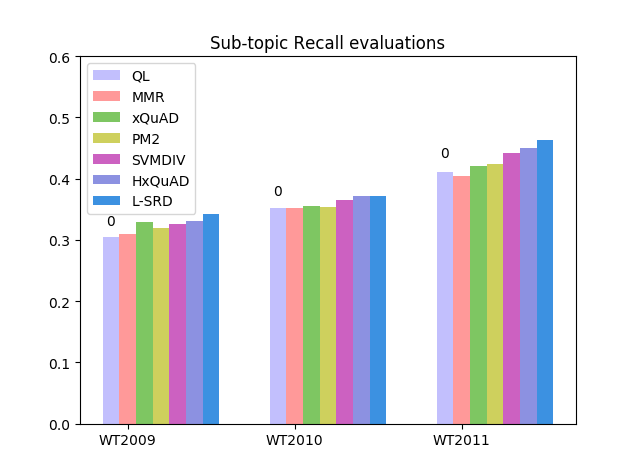 Sub-topic Recall evaluations
0.6
0.5
0.4
0.3
0.2
0.1
0.0
QL
MMR
xQuAD
PM2
SVMDIV
HxQuAD
L-SRD
0
0
0
WT2009
WT2010
WT2011